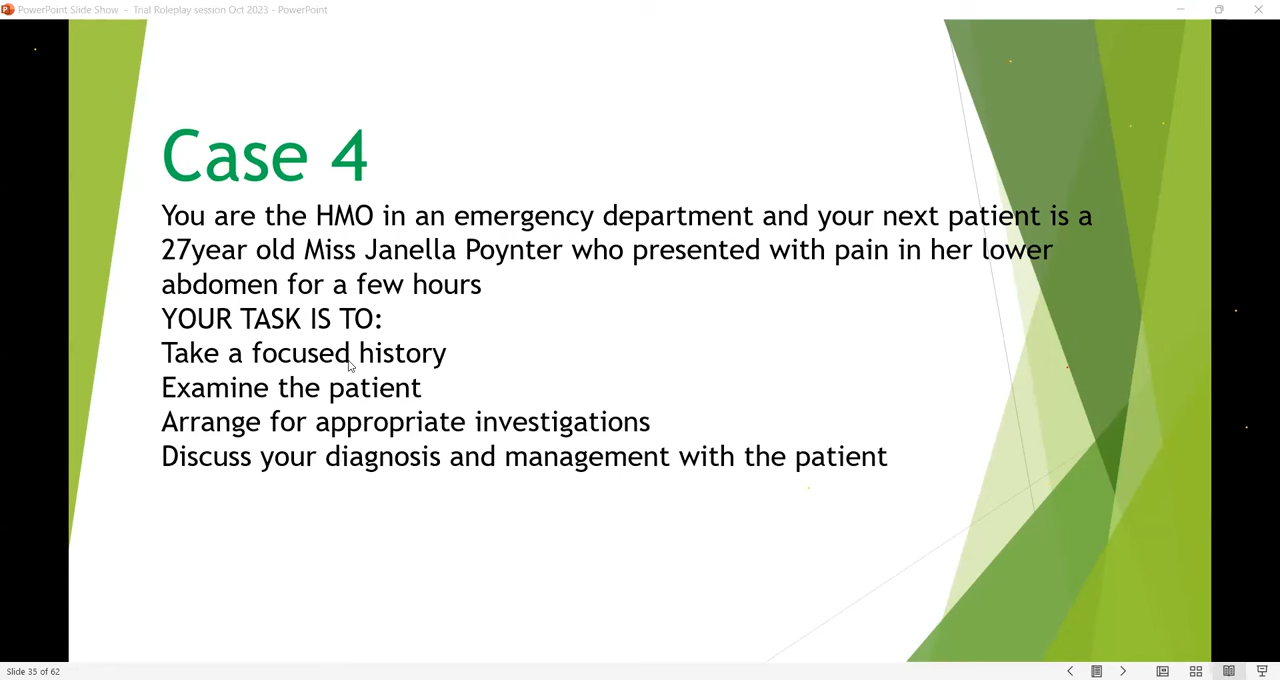 PowerPoint Slide Show - Trial Roleplay session Oct 2023 - PowerPoint
Case 4
You are the HMO in an emergency department and your next patient is a
27year old Miss Janella Poynter who presented with pain in her lower
abdomen for a few hours
YOUR TASK IS TO:
Take a focused history
Examine the patient
Arrange for appropriate investigations
Discuss your diagnosis and management with the patient
Slide 35 of 62